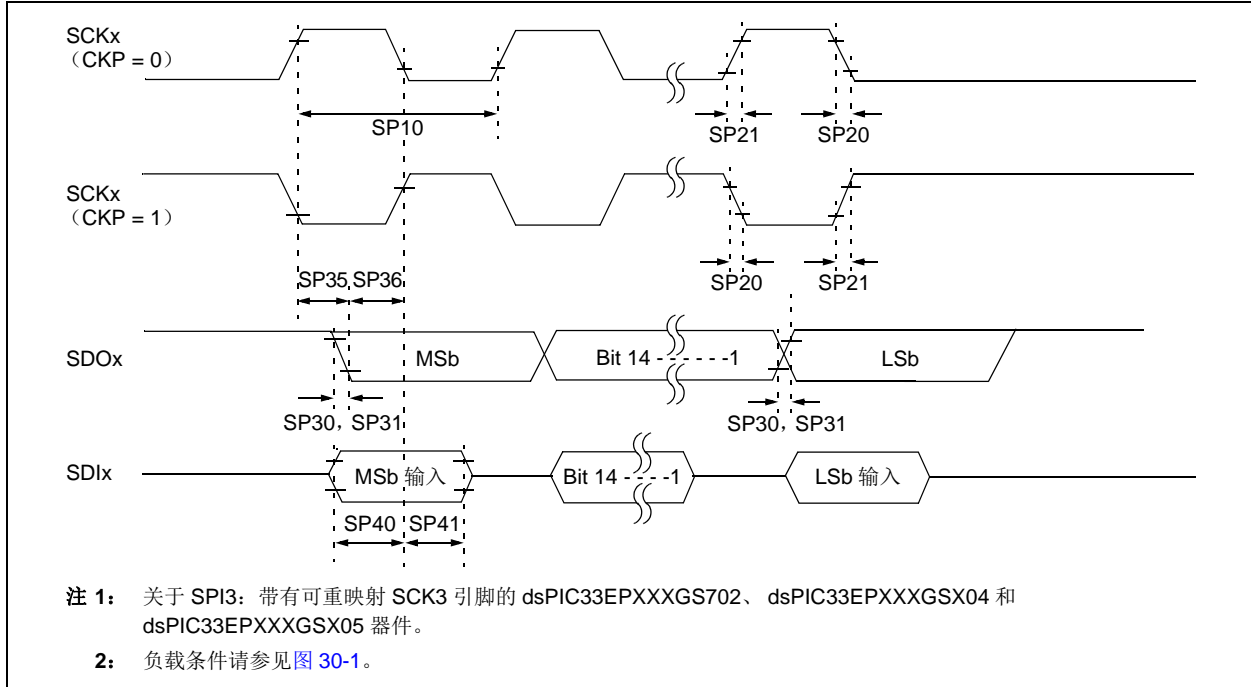 SCKx
（CKP = 0）
SP10
SP21
SP20
SCKx
（CKP = 1）
SP20
SP21
SP35
SP36
SDOx
MSb
Bit 14 - - - - - -1
LSb
SP30，SP31
SP30，SP31
SDIx
MSb 输入
Bit 14 - - - -1
LSb 输入
SP40
SP41
注 1： 关于 SPI3：带有可重映射 SCK3 引脚的 dsPIC33EPXXXGS702、 dsPIC33EPXXXGSX04 和
dsPIC33EPXXXGSX05 器件。
2： 负载条件请参见图 30-1。